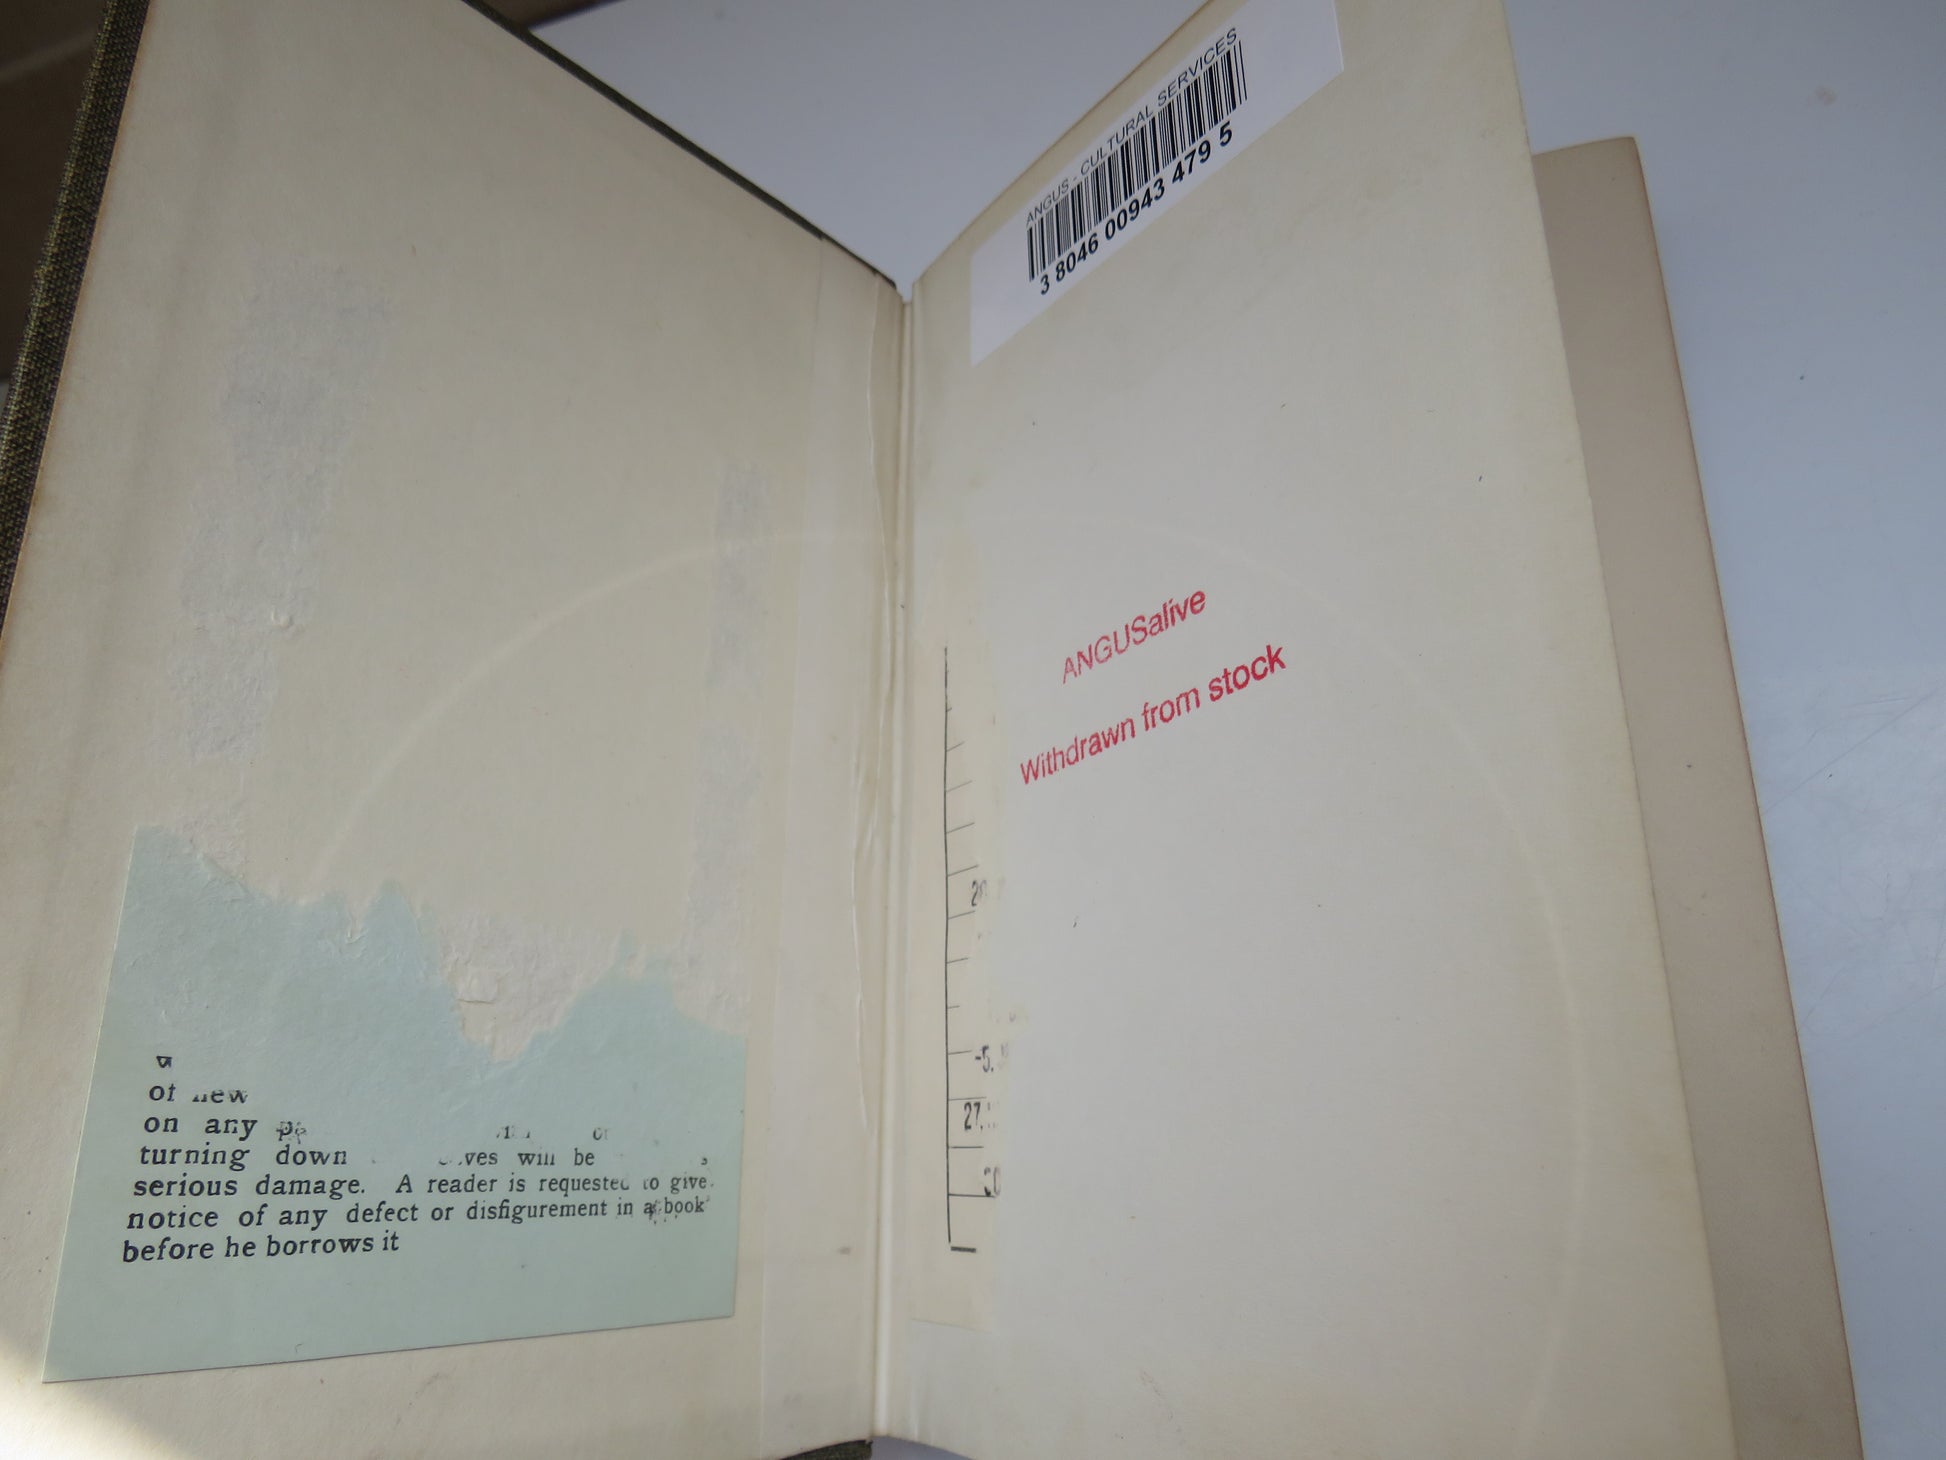 of new
on any
turning down will be
serious damage. A reader is requested to give
notice of any defect or disfigurement in a book
before he borrows it
ANGUS - CULTURAL SERVICES
3 8046 00943 479 5
ANGUSalive
Withdrawn from stock
27.